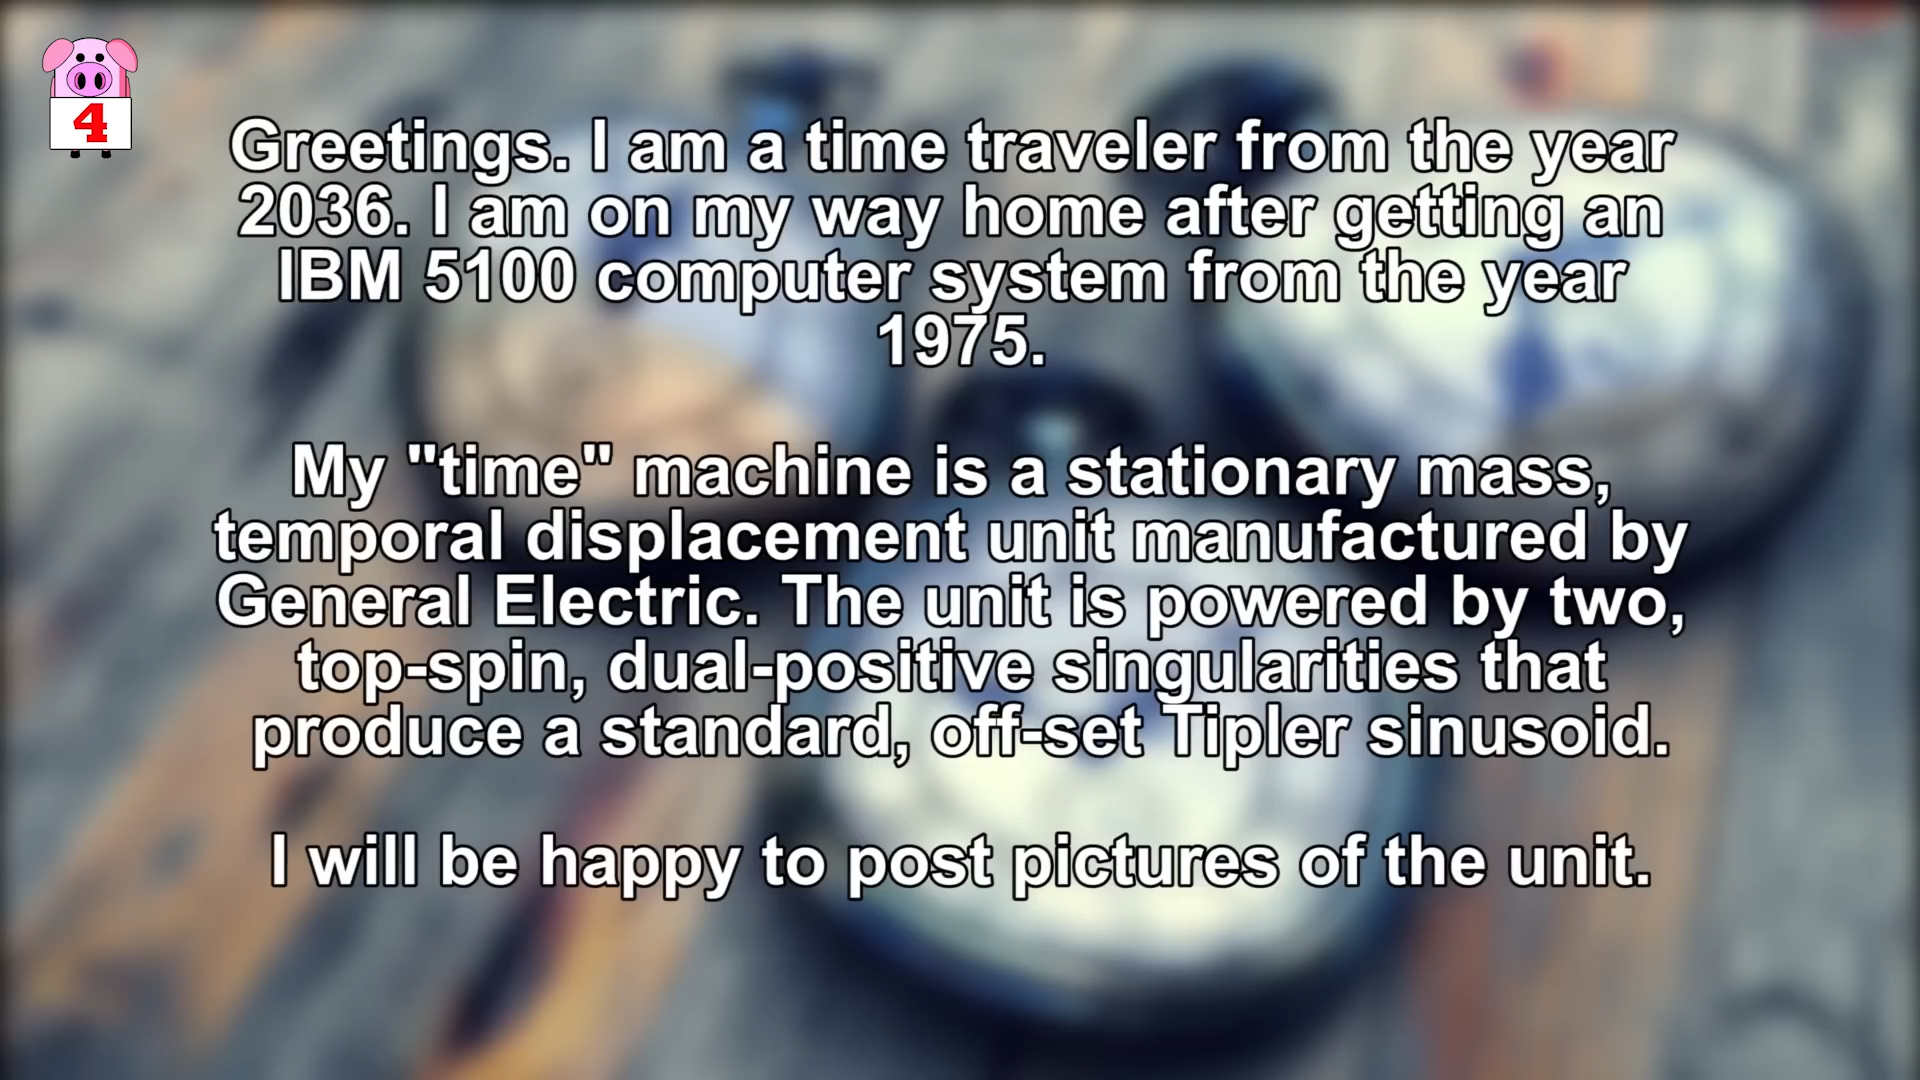 4
Greetings. I am a time traveler from the year
2036. I am on my way home after getting an
IBM 5100 computer system from the year
1975.
My "time" machine is a stationary mass,
temporal displacement unit manufactured by
General Electric. The unit is powered by two,
top-spin, dual-positive singularities that
produce a standard, off-set Tipler sinusoid.
I will be happy to post pictures of the unit.